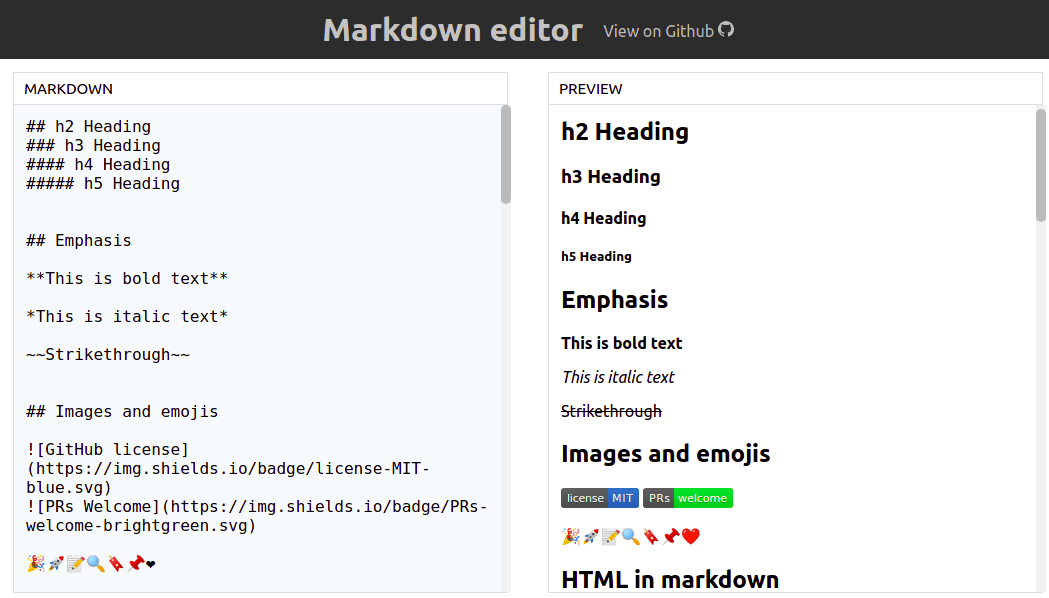 Markdown editor View on Github
MARKDOWN
## h2 Heading
### h3 Heading
#### h4 Heading
##### h5 Heading
## Emphasis
**This is bold text**
*This is italic text*
~~Strikethrough~~
## Images and emojis
![GitHub license]
(https://img.shields.io/badge/license-MIT-
blue.svg)
![PRs Welcome](https://img.shields.io/badge/PRs-
welcome-brightgreen.svg)
🎉🚀📝🔍🔖📌❤
PREVIEW
h2 Heading
h3 Heading
h4 Heading
h5 Heading
Emphasis
This is bold text
This is italic text
Strikethrough
Images and emojis
license MIT PRs welcome
🎉🚀📝🔍🔖📌❤️
HTML in markdown